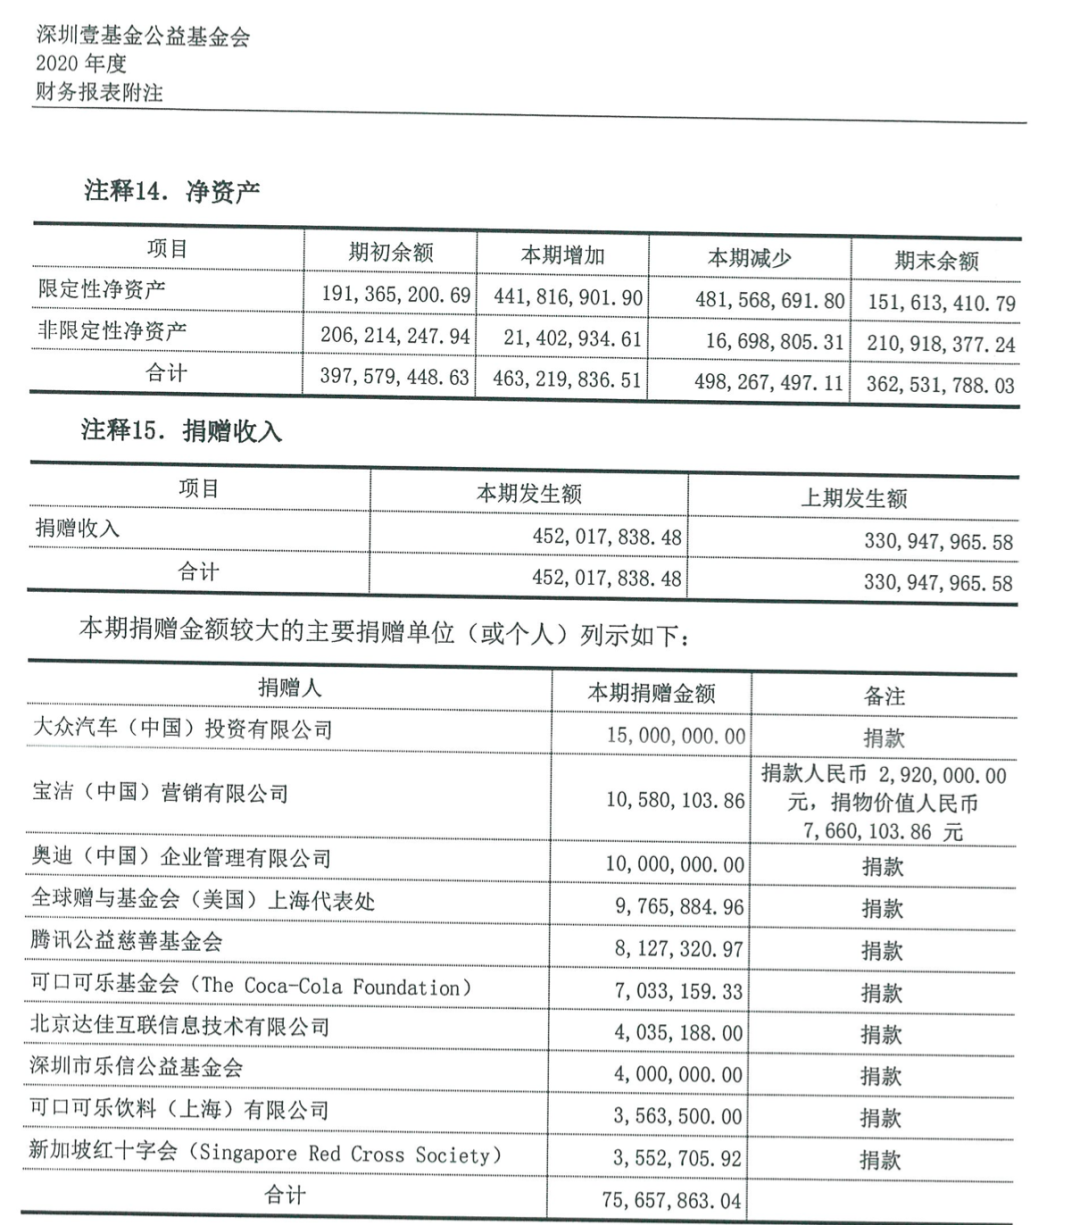 深圳壹基金公益基金会
2020 年度
财务报表附注
注释14. 净资产
项目 期初余额 本期增加 本期减少 期末余额
限定性净资产 191,365,200.69 441,816,901.90 481,568,691.80 151,613,410.79
非限定性净资产 206,214,247.94 21,402,934.61 16,698,805.31 210,918,377.24
合计 397,579,448.63 463,219,836.51 498,267,497.11 362,531,788.03
注释15. 捐赠收入
项目 本期发生额 上期发生额
捐赠收入 452,017,838.48 330,947,965.58
合计 452,017,838.48 330,947,965.58
本期捐赠金额较大的主要捐赠单位（或个人）列示如下：
捐赠人 本期捐赠金额 备注
大众汽车（中国）投资有限公司 15,000,000.00 捐款
宝洁（中国）营销有限公司 10,580,103.86 捐款人民币 2,920,000.00
元，捐物价值人民币
7,660,103.86 元
奥迪（中国）企业管理有限公司 10,000,000.00 捐款
全球赠与基金会（美国）上海代表处 9,765,884.96 捐款
腾讯公益慈善基金会 8,127,320.97 捐款
可口可乐基金会（The Coca-Cola Foundation） 7,033,159.33 捐款
北京达佳互联信息技术有限公司 4,035,188.00 捐款
深圳市乐信公益基金会 4,000,000.00 捐款
可口可乐饮料（上海）有限公司 3,563,500.00 捐款
新加坡红十字会（Singapore Red Cross Society） 3,552,705.92 捐款
合计 75,657,863.04